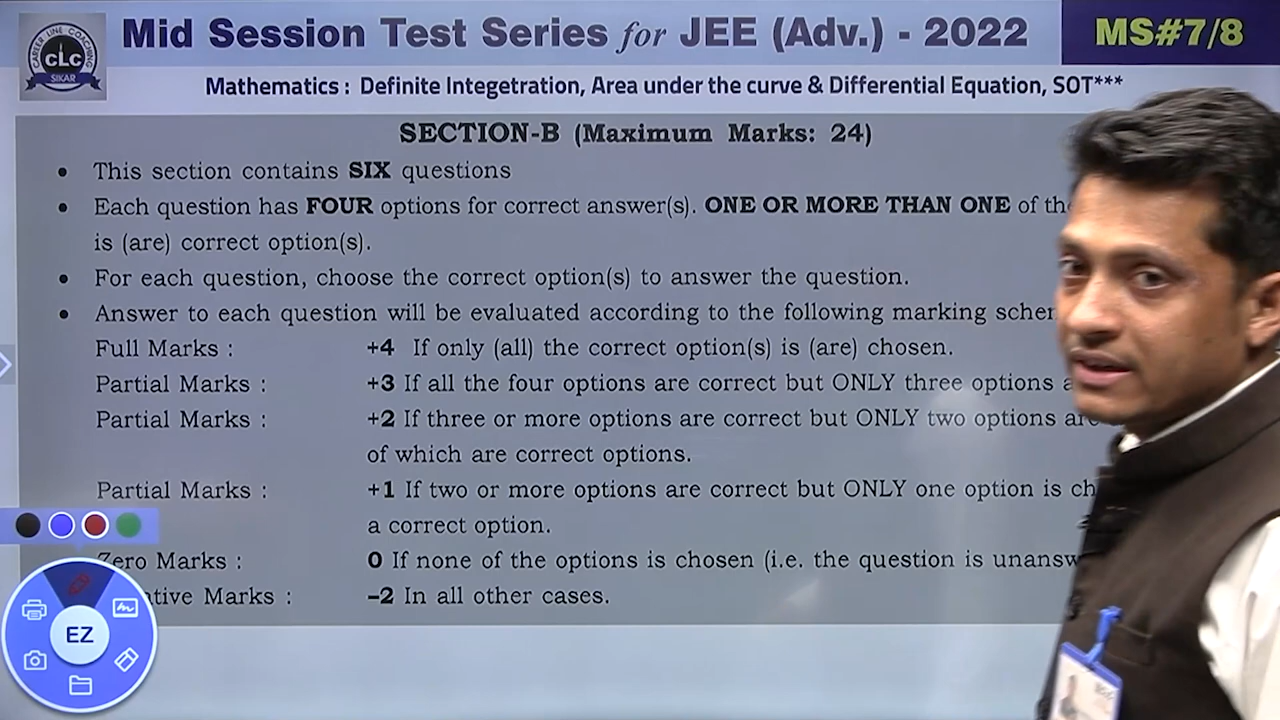 Mid Session Test Series for JEE (Adv.) - 2022
MS#7/8
CAREER LINE COACHING
CLC
SIKAR
Mathematics : Definite Integetration, Area under the curve & Differential Equation, SOT***
SECTION-B (Maximum Marks: 24)
• This section contains SIX questions
• Each question has FOUR options for correct answer(s). ONE OR MORE THAN ONE of
is (are) correct option(s).
• For each question, choose the correct option(s) to answer the question.
• Answer to each question will be evaluated according to the following marking
Full Marks : +4 If only (all) the correct option(s) is (are) chosen.
Partial Marks : +3 If all the four options are correct but ONLY three options
Partial Marks : +2 If three or more options are correct but ONLY two options are
of which are correct options.
Partial Marks : +1 If two or more options are correct but ONLY one option is
a correct option.
Zero Marks : 0 If none of the options is chosen (i.e. the question is
Marks : –2 In all other cases.
EZ